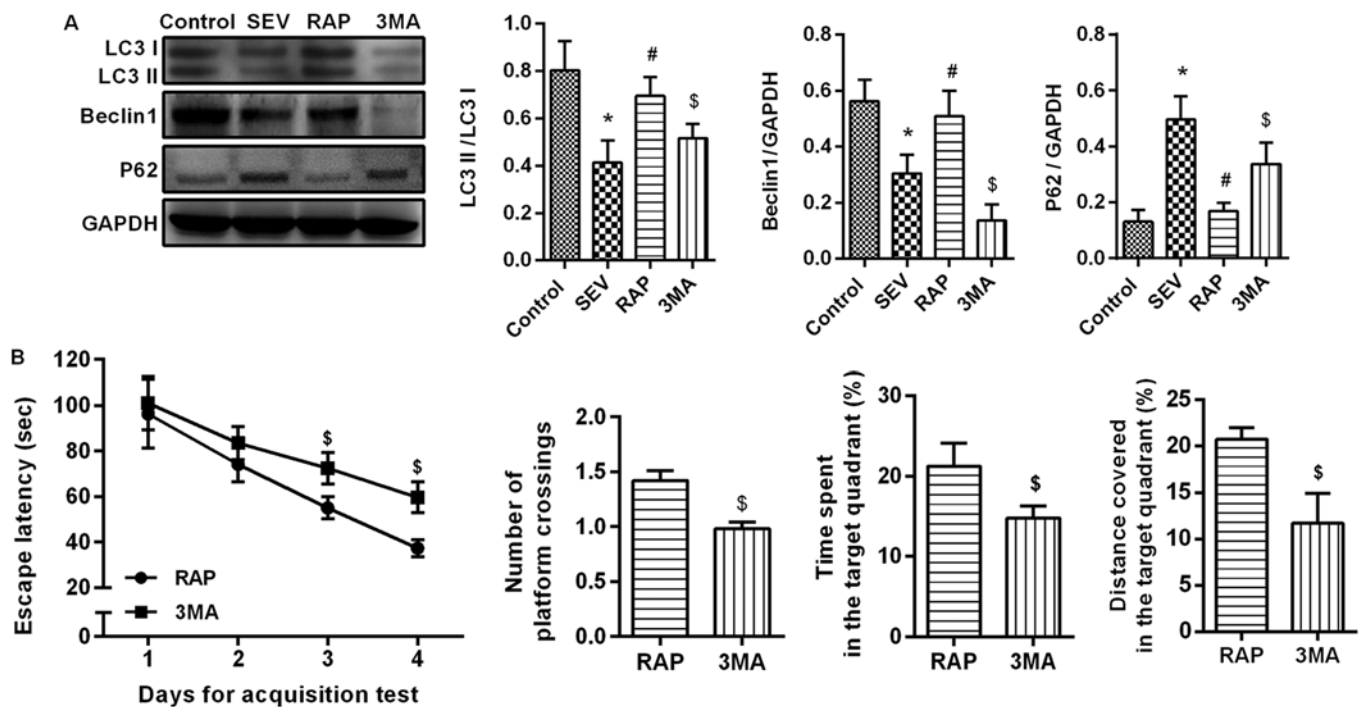 A
Control SEV RAP 3MA
LC3 I
LC3 II
Beclin1
P62
GAPDH
LC3 II / LC3 I
1.0
0.8
0.6
0.4
0.2
0.0
*
#
$
Control
SEV
RAP
3MA
Beclin1/GAPDH
0.8
0.6
0.4
0.2
0.0
*
#
$
Control
SEV
RAP
3MA
P62 / GAPDH
0.8
0.6
0.4
0.2
0.0
*
#
$
Control
SEV
RAP
3MA
B
Escape latency (sec)
120
100
80
60
40
20
0
$
$
RAP
3MA
1 2 3 4
Days for acquisition test
Number of
platform crossings
2.0
1.5
1.0
0.5
0.0
$
RAP 3MA
Time spent
in the target quadrant (%)
30
20
10
0
$
RAP 3MA
Distance covered
in the target quadrant (%)
25
20
15
10
5
0
$
RAP 3MA